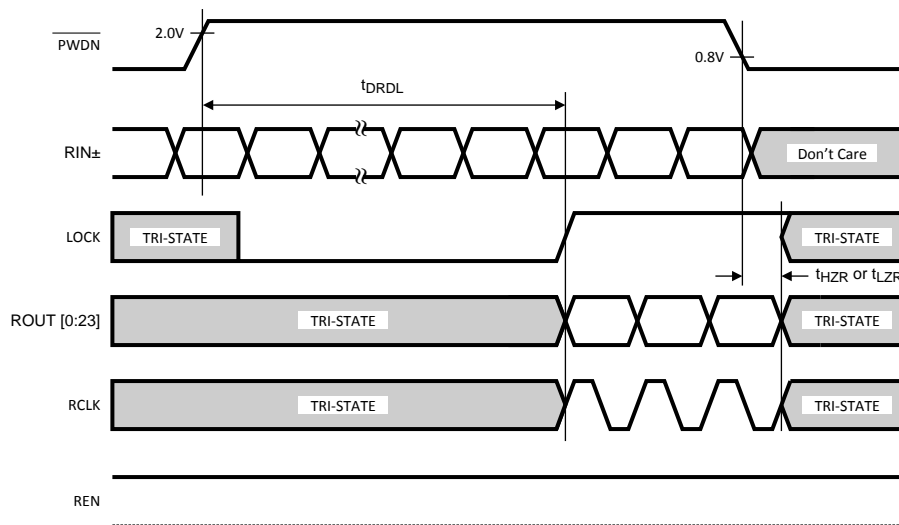 2.0V
PWDN
0.8V
tDRDL
RIN±
Don't Care
LOCK
TRI-STATE
TRI-STATE
tHZR or tLZR
ROUT [0:23]
TRI-STATE
TRI-STATE
RCLK
TRI-STATE
TRI-STATE
REN